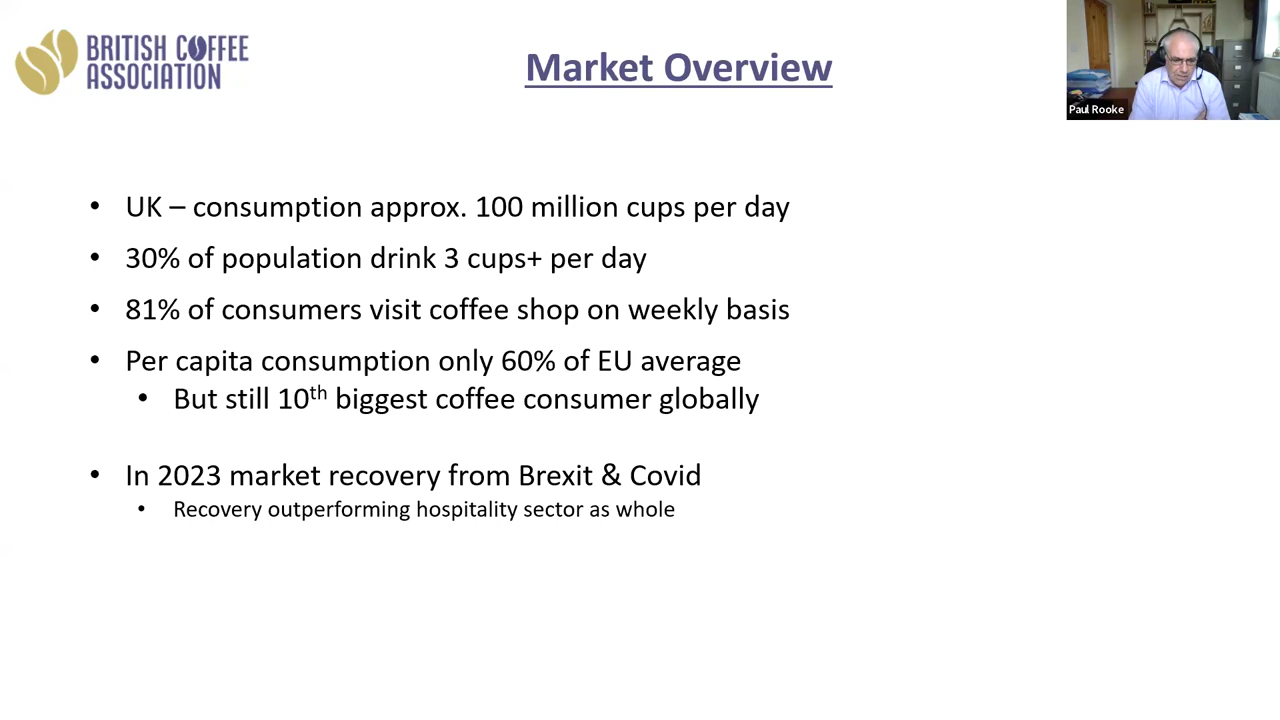 BRITISH COFFEE
ASSOCIATION
Market Overview
Paul Rooke
• UK – consumption approx. 100 million cups per day
• 30% of population drink 3 cups+ per day
• 81% of consumers visit coffee shop on weekly basis
• Per capita consumption only 60% of EU average
• But still 10th biggest coffee consumer globally
• In 2023 market recovery from Brexit & Covid
• Recovery outperforming hospitality sector as whole